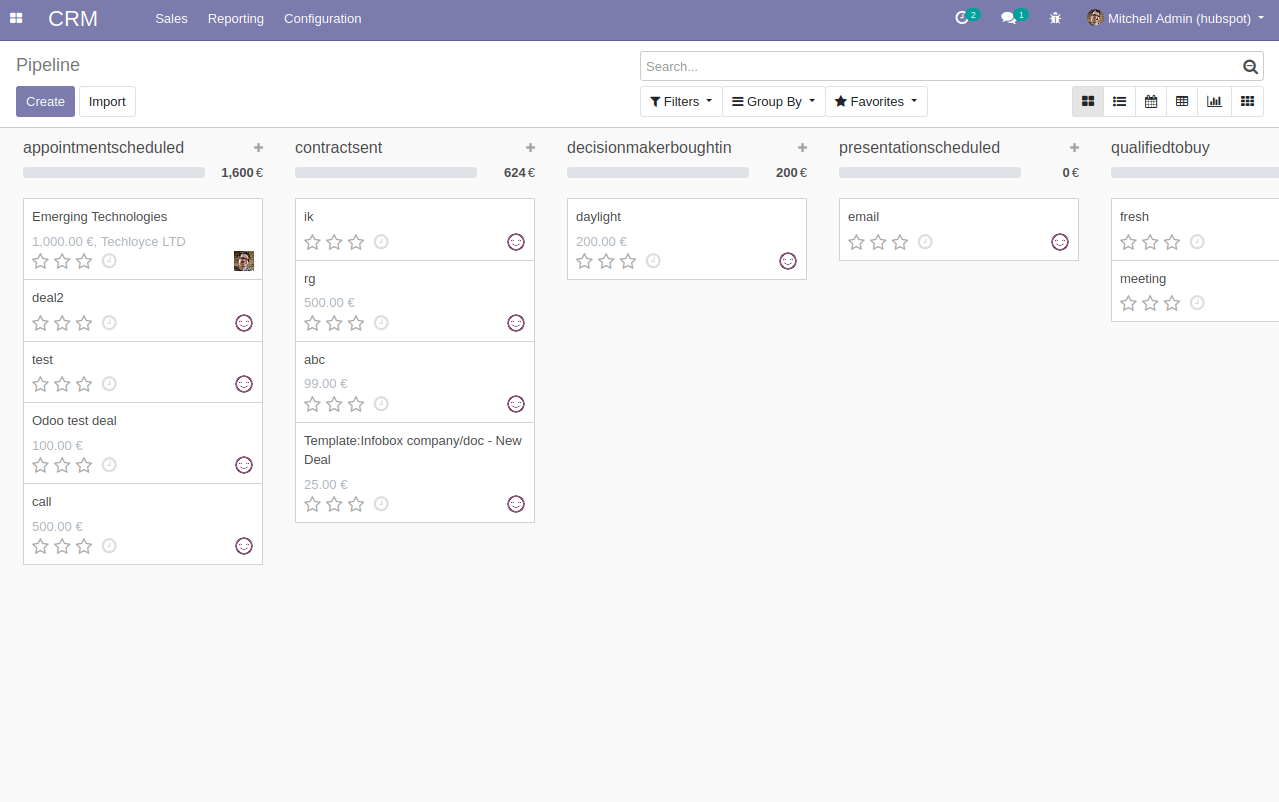 CRM Sales Reporting Configuration 2 1 Mitchell Admin (hubspot)
Pipeline
Search...
Create Import
Filters Group By Favorites
appointmentscheduled
1,600 €
Emerging Technologies
1,000.00 €, Techloyce LTD
deal2
test
Odoo test deal
100.00 €
call
500.00 €
contractsent
624 €
ik
rg
500.00 €
abc
99.00 €
Template:Infobox company/doc - New
Deal
25.00 €
decisionmakerboughtin
200 €
daylight
200.00 €
presentationscheduled
0 €
email
qualifiedtobuy
fresh
meeting